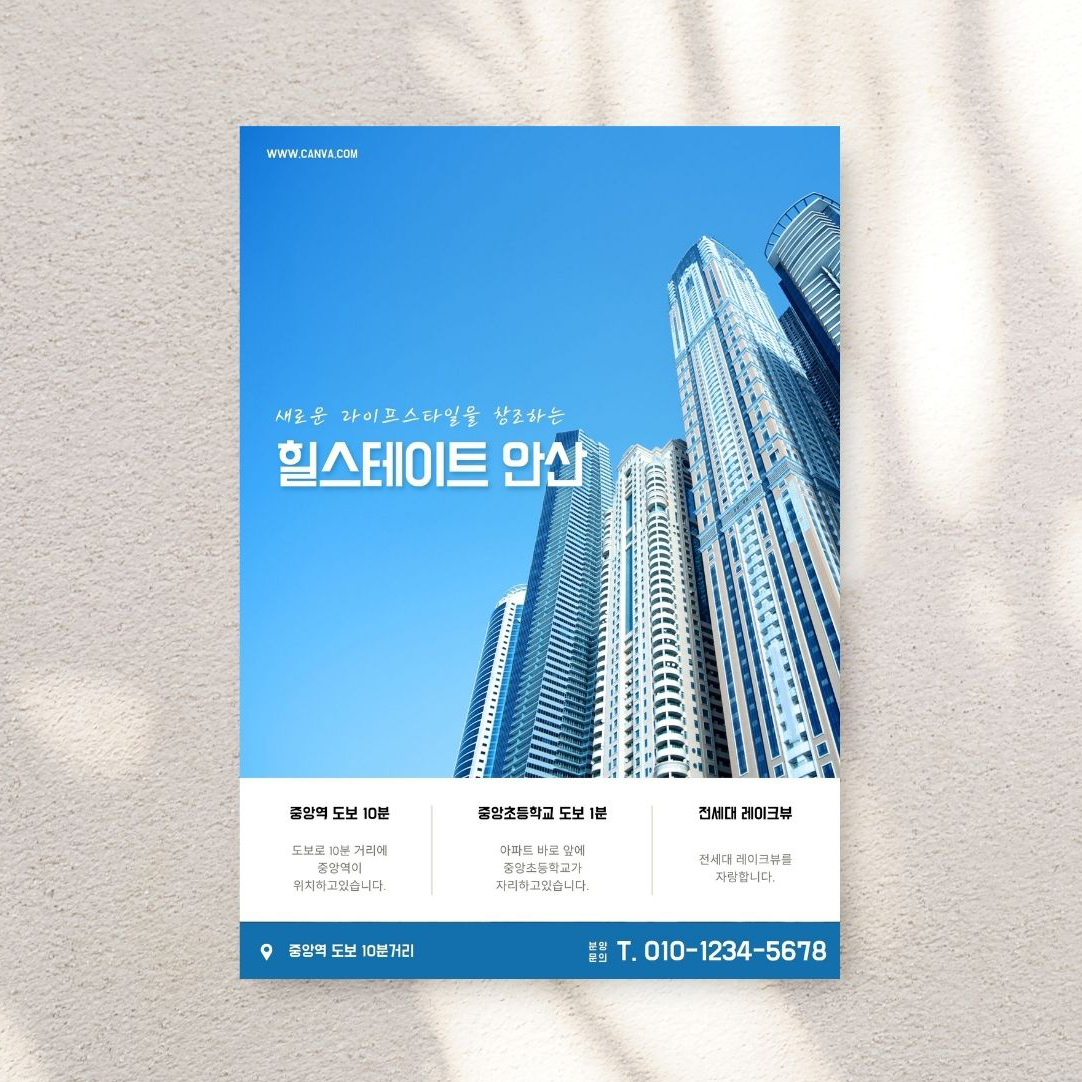 WWW.CANVA.COM
새로운 라이프스타일을 창조하는
힐스테이트 안산
중앙역 도보 10분
도보로 10분 거리에
중앙역이
위치하고있습니다.
중앙초등학교 도보 1분
아파트 바로 앞에
중앙초등학교가
자리하고있습니다.
전세대 레이크뷰
전세대 레이크뷰를
자랑합니다.
중앙역 도보 10분거리
분양
문의
T. 010-1234-5678